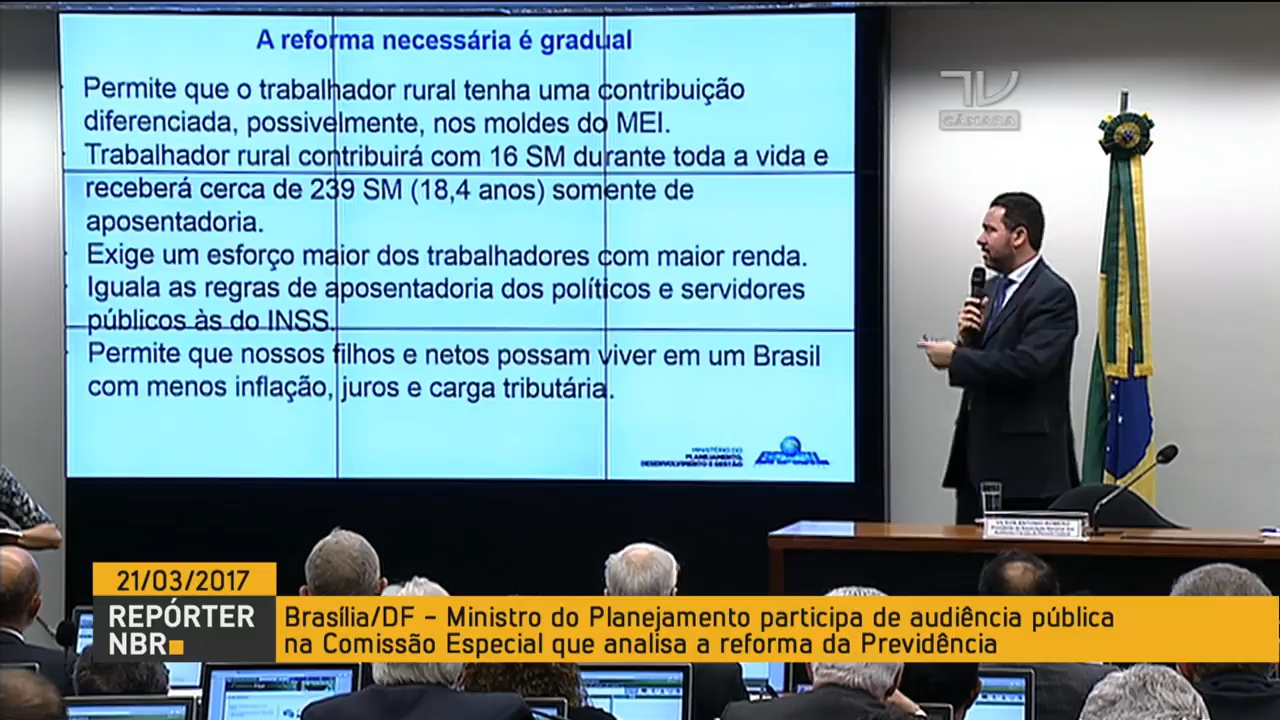 A reforma necessária é gradual
Permite que o trabalhador rural tenha uma contribuição
diferenciada, possivelmente, nos moldes do MEI.
Trabalhador rural contribuirá com 16 SM durante toda a vida e
receberá cerca de 239 SM (18,4 anos) somente de
aposentadoria.
Exige um esforço maior dos trabalhadores com maior renda.
Iguala as regras de aposentadoria dos políticos e servidores
públicos às do INSS.
Permite que nossos filhos e netos possam viver em um Brasil
com menos inflação, juros e carga tributária.
MINISTÉRIO DO
PLANEJAMENTO,
DESENVOLVIMENTO E GESTÃO
TV
CÂMARA
21/03/2017
REPÓRTER
NBR
Brasília/DF – Ministro do Planejamento participa de audiência pública
na Comissão Especial que analisa a reforma da Previdência